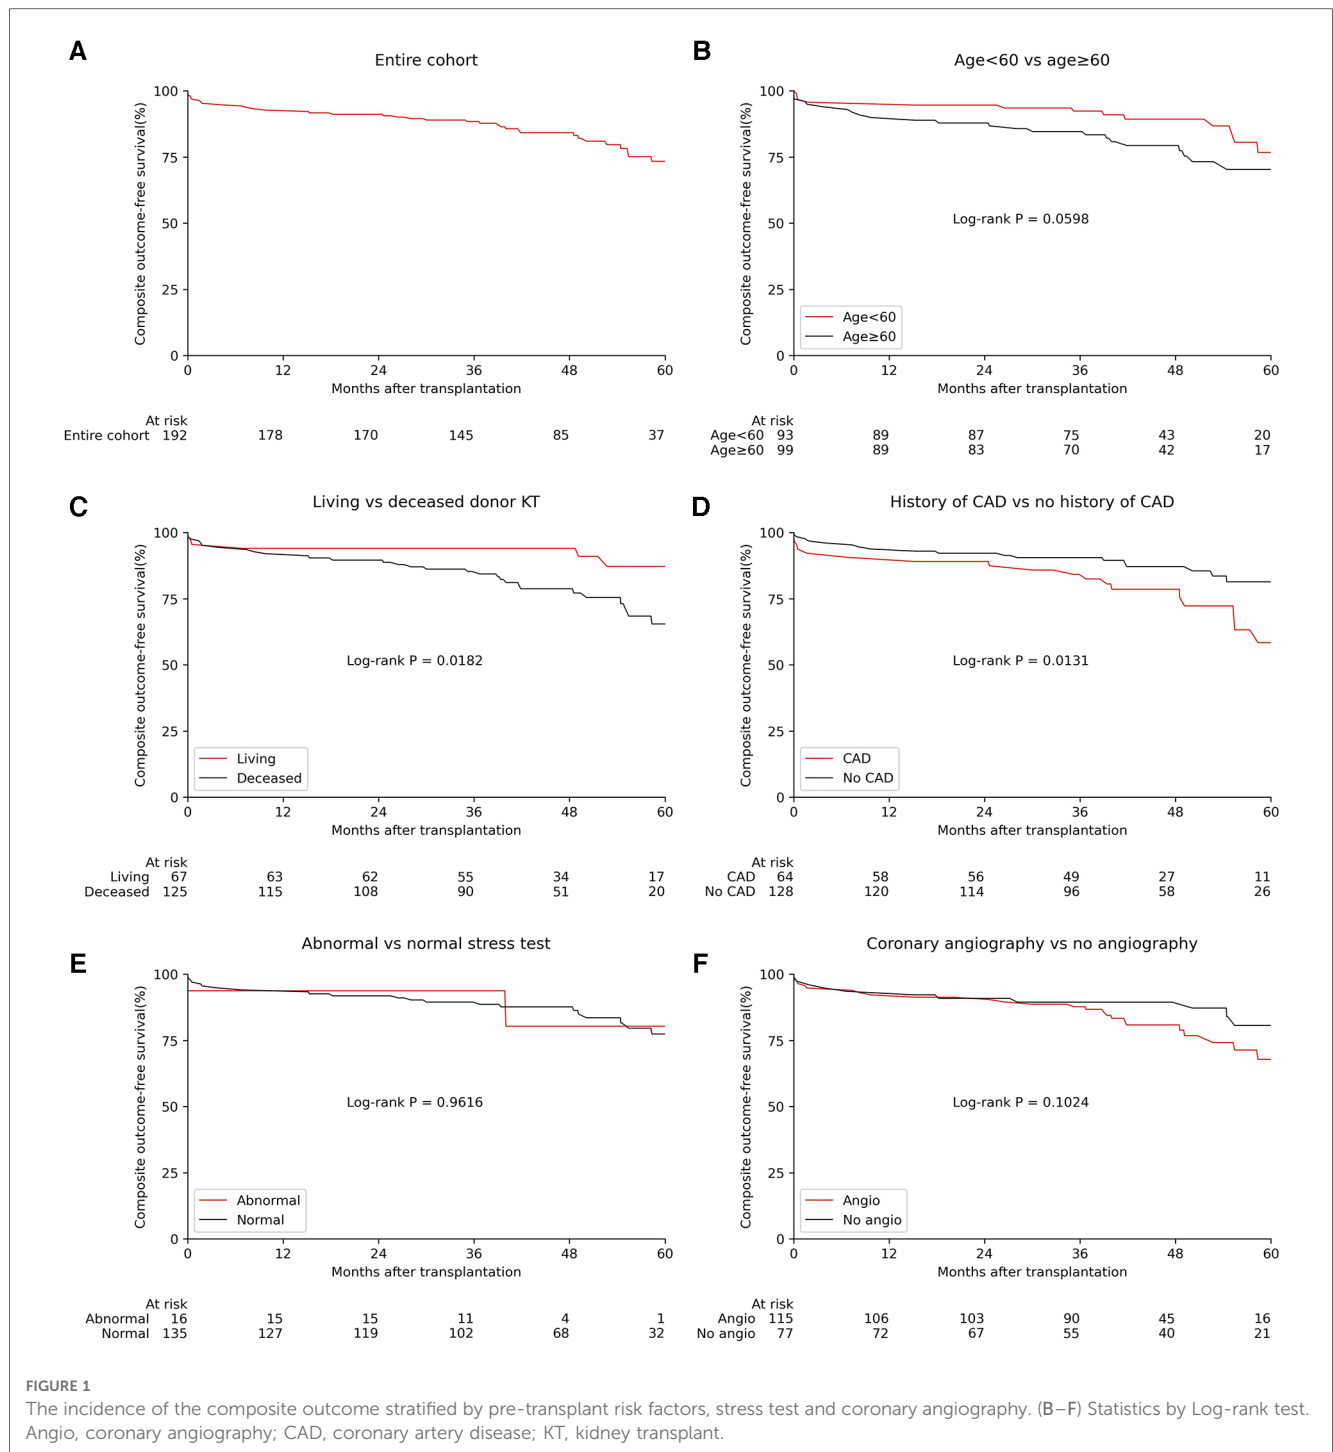 A
Entire cohort
Composite outcome-free survival(%)
100
75
50
25
0
0 12 24 36 48 60
Months after transplantation
At risk
Entire cohort 192 178 170 145 85 37
B
Age<60 vs age≥60
Composite outcome-free survival(%)
100
75
50
25
0
Log-rank P = 0.0598
Age<60
Age≥60
0 12 24 36 48 60
Months after transplantation
At risk
Age<60 93 89 87 75 43 20
Age≥60 99 89 83 70 42 17
C
Living vs deceased donor KT
Composite outcome-free survival(%)
100
75
50
25
0
Log-rank P = 0.0182
Living
Deceased
0 12 24 36 48 60
Months after transplantation
At risk
Living 67 63 62 55 34 17
Deceased 125 115 108 90 51 20
D
History of CAD vs no history of CAD
Composite outcome-free survival(%)
100
75
50
25
0
Log-rank P = 0.0131
CAD
No CAD
0 12 24 36 48 60
Months after transplantation
At risk
CAD 64 58 56 49 27 11
No CAD 128 120 114 96 58 26
E
Abnormal vs normal stress test
Composite outcome-free survival(%)
100
75
50
25
0
Log-rank P = 0.9616
Abnormal
Normal
0 12 24 36 48 60
Months after transplantation
At risk
Abnormal 16 15 15 11 4 1
Normal 135 127 119 102 68 32
F
Coronary angiography vs no angiography
Composite outcome-free survival(%)
100
75
50
25
0
Log-rank P = 0.1024
Angio
No angio
0 12 24 36 48 60
Months after transplantation
At risk
Angio 115 106 103 90 45 16
No angio 77 72 67 55 40 21
FIGURE 1
The incidence of the composite outcome stratified by pre-transplant risk factors, stress test and coronary angiography. (B–F) Statistics by Log-rank test.
Angio, coronary angiography; CAD, coronary artery disease; KT, kidney transplant.